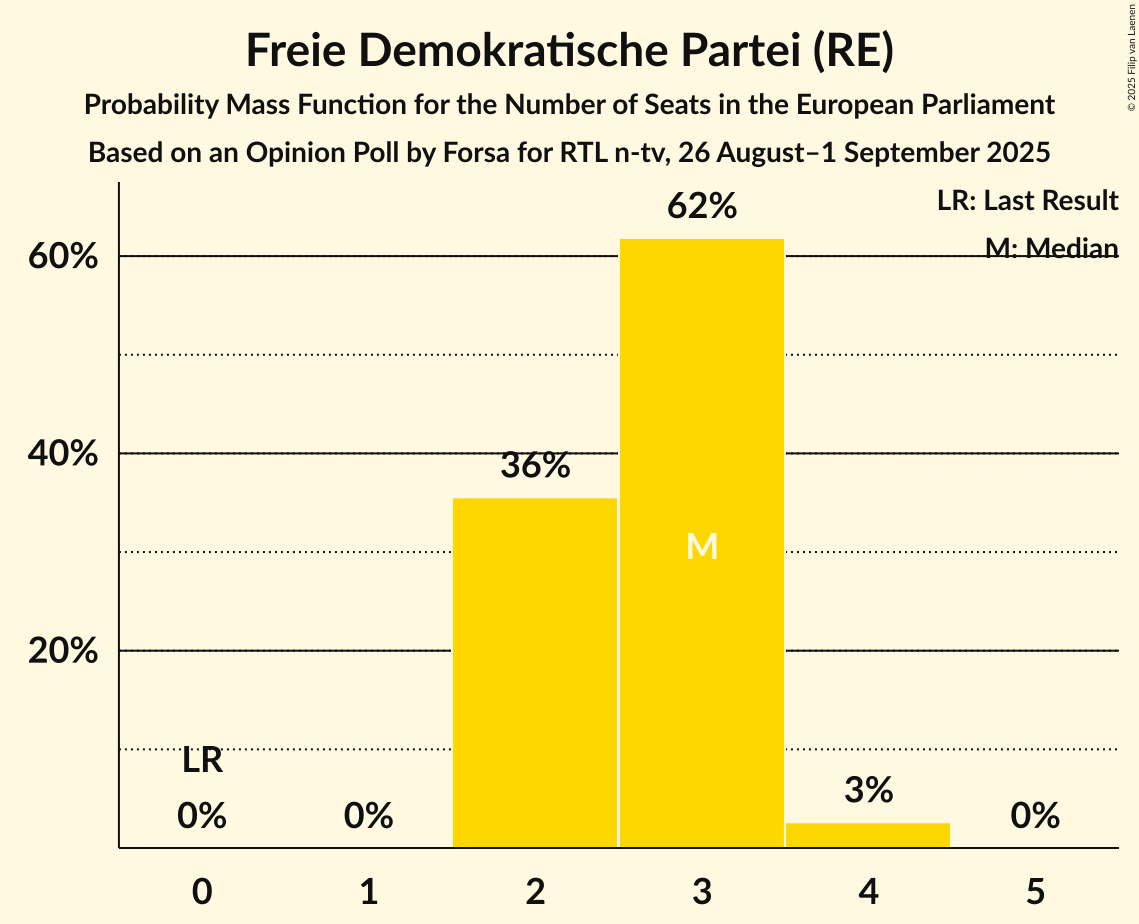 Freie Demokratische Partei (RE)
Probability Mass Function for the Number of Seats in the European Parliament
Based on an Opinion Poll by Forsa for RTL n-tv, 26 August–1 September 2025
© 2025 Filip van Laenen
LR: Last Result
M: Median
62%
60%
40%
36%
M
20%
LR
0%
0%
3%
0%
0
1
2
3
4
5